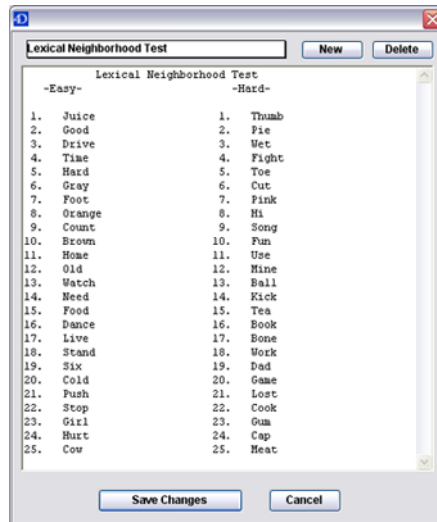 Lexical Neighborhood Test New Delete
Lexical Neighborhood Test
-Easy- -Hard-
1. Juice 1. Thumb
2. Good 2. Pie
3. Drive 3. Wet
4. Time 4. Fight
5. Hard 5. Toe
6. Gray 6. Cut
7. Foot 7. Pink
8. Orange 8. Hi
9. Count 9. Song
10. Brown 10. Fun
11. Home 11. Use
12. Old 12. Mine
13. Watch 13. Ball
14. Need 14. Kick
15. Food 15. Tea
16. Dance 16. Book
17. Live 17. Bone
18. Stand 18. Work
19. Six 19. Dad
20. Cold 20. Game
21. Push 21. Lost
22. Stop 22. Cook
23. Girl 23. Gum
24. Hurt 24. Cap
25. Cow 25. Meat
Save Changes Cancel